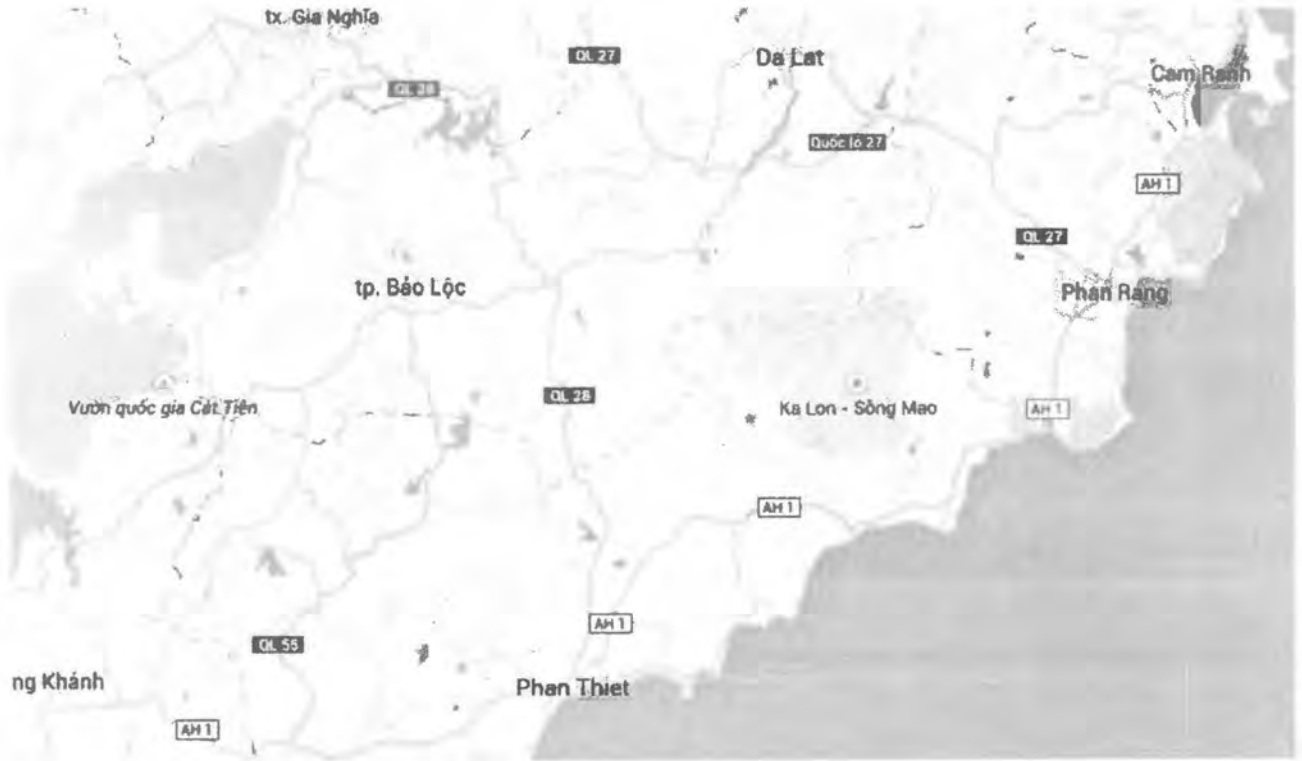 tx. Gia Nghĩa
QL 27
Da Lat
Cam Ranh
QL 28
Quốc lộ 27
AH 1
QL 27
tp. Bảo Lộc
Phan Rang
Vườn quốc gia Cát Tiên
QL 28
Ka Lon - Sông Mao
AH 1
AH 1
AH 1
QL 55
ng Khánh
Phan Thiet
AH 1